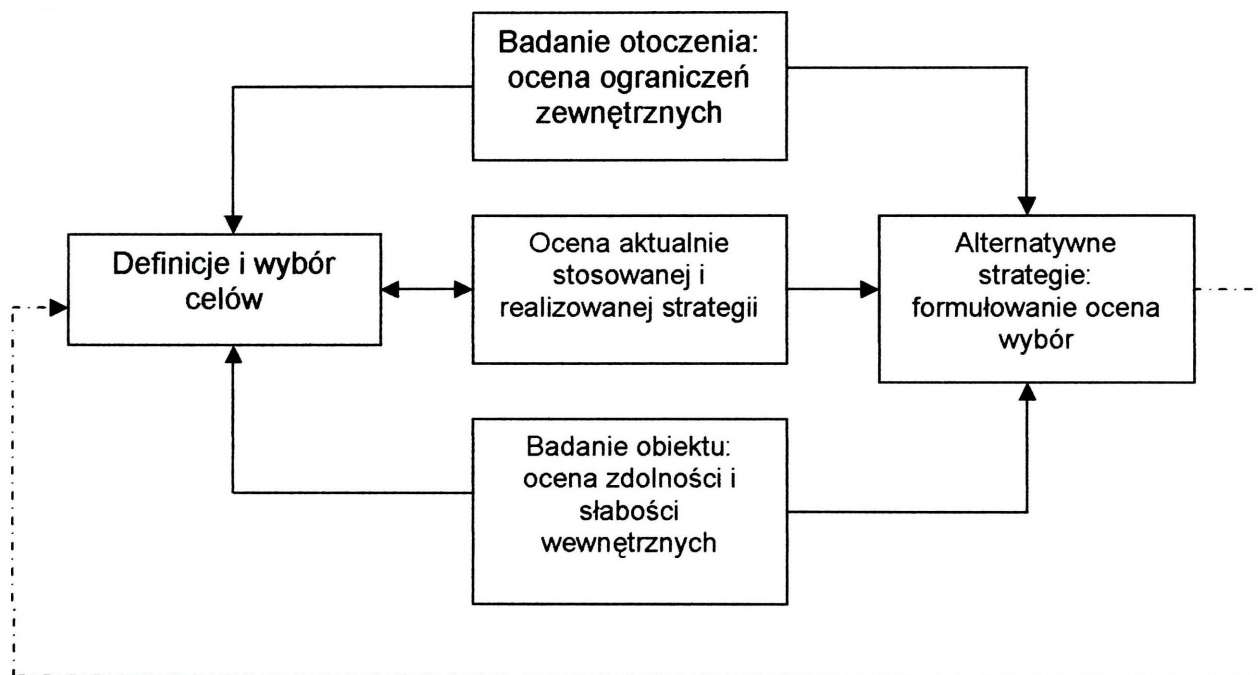 Badanie otoczenia:
ocena ograniczeń
zewnętrznych
Definicje i wybór
celów
Ocena aktualnie
stosowanej i
realizowanej strategii
Alternatywne
strategie:
formułowanie ocena
wybór
Badanie obiektu:
ocena zdolności i
słabości
wewnętrznych